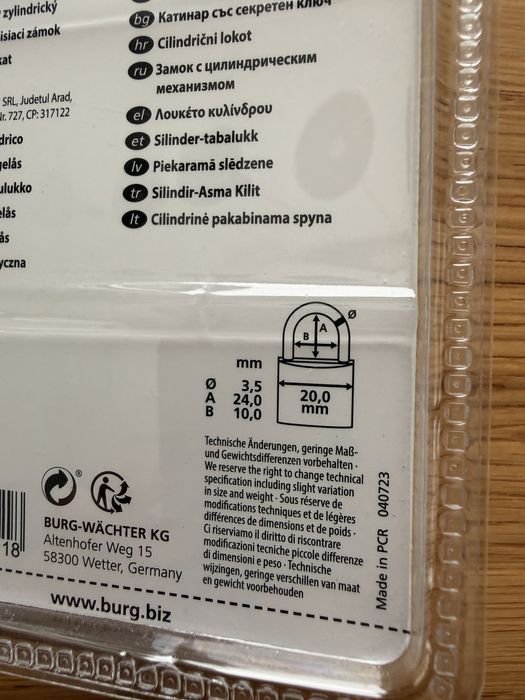 zylindrický
isiaci zámok
kat
SRL, Judetul Arad,
Nr. 727, CP: 317122
drico
gelås
ulukko
elås
ås
yczna
bg Катинар със секретен ключ
hr Cilindrični lokot
ru Замок с цилиндрическим
механизмом
el Λουκέτο κυλίνδρου
et Silinder-tabalukk
lv Piekaramā slēdzene
tr Silindir-Asma Kilit
lt Cilindrinė pakabinama spyna
Ø
A
B
mm
Ø 3,5
A 24,0
B 10,0
20,0
mm
Technische Änderungen, geringe Maß-
und Gewichtsdifferenzen vorbehalten ·
We reserve the right to change technical
specification including slight variation
in size and weight · Sous réserve de
modifications techniques et de légères
différences de dimensions et de poids ·
Ci riserviamo il diritto di riscontrare
modificazioni tecniche piccole differenze
di dimensioni e peso · Technische
wijzingen, geringe verschillen van maat
en gewicht voorbehouden
Made in PCR 040723
®
18
BURG-WÄCHTER KG
Altenhofer Weg 15
58300 Wetter, Germany
www.burg.biz